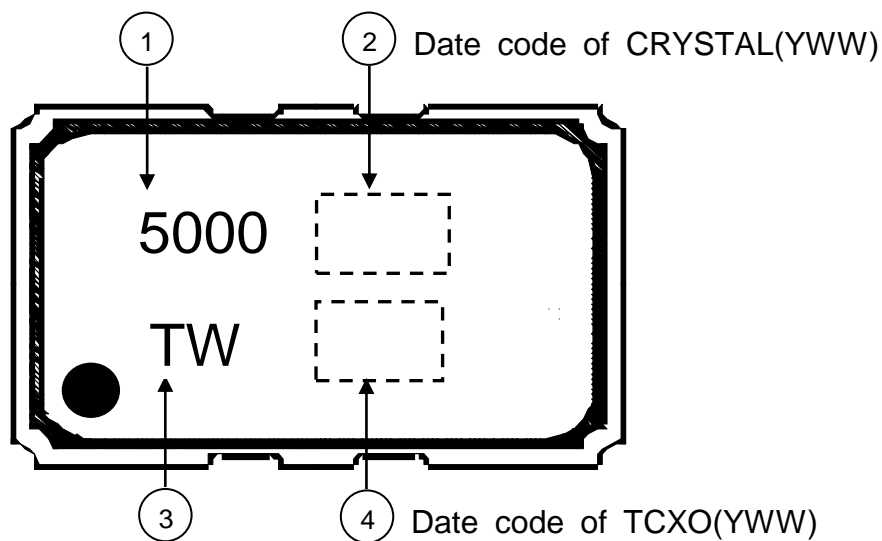 1
2 Date code of CRYSTAL(YWW)
5000
TW
3
4 Date code of TCXO(YWW)